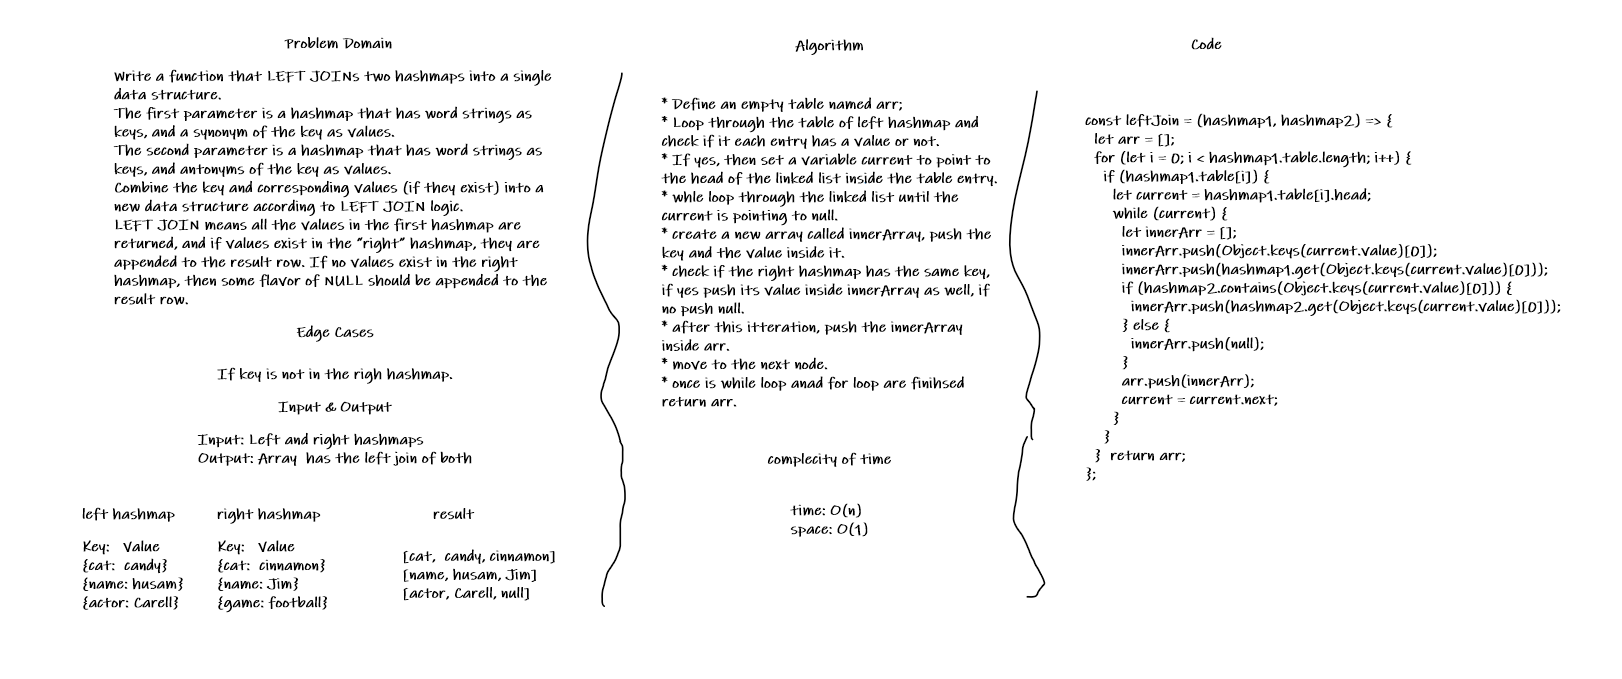 Problem Domain
Write a function that LEFT JOINs two hashmaps into a single
data structure.
The first parameter is a hashmap that has word strings as
keys, and a synonym of the key as values.
The second parameter is a hashmap that has word strings as
keys, and antonyms of the key as values.
Combine the key and corresponding values (if they exist) into a
new data structure according to LEFT JOIN logic.
LEFT JOIN means all the values in the first hashmap are
returned, and if values exist in the "right" hashmap, they are
appended to the result row. If no values exist in the right
hashmap, then some flavor of NULL should be appended to the
result row.
Edge Cases
If key is not in the righ hashmap.
Input & Output
Input: Left and right hashmaps
Output: Array has the left join of both
left hashmap
Key: Value
{cat: candy}
{name: husam}
{actor: Carell}
right hashmap
Key: Value
{cat: cinnamon}
{name: Jim}
{game: football}
result
[cat, candy, cinnamon]
[name, husam, Jim]
[actor, Carell, null]
Algorithm
* Define an empty table named arr;
* Loop through the table of left hashmap and
check if it each entry has a value or not.
* If yes, then set a variable current to point to
the head of the linked list inside the table entry.
* whle loop through the linked list until the
current is pointing to null.
* create a new array called innerArray, push the
key and the value inside it.
* check if the right hashmap has the same key,
if yes push its value inside innerArray as well, if
no push null.
* after this itteration, push the innerArray
inside arr.
* move to the next node.
* once is while loop anad for loop are finihsed
return arr.
complecity of time
time: O(n)
space: O(1)
Code
const leftJoin = (hashmap1, hashmap2) => {
let arr = [];
for (let i = 0; i < hashmap1.table.length; i++) {
if (hashmap1.table[i]) {
let current = hashmap1.table[i].head;
while (current) {
let innerArr = [];
innerArr.push(Object.keys(current.value)[0]);
innerArr.push(hashmap1.get(Object.keys(current.value)[0]));
if (hashmap2.contains(Object.keys(current.value)[0])) {
innerArr.push(hashmap2.get(Object.keys(current.value)[0]));
} else {
innerArr.push(null);
}
arr.push(innerArr);
current = current.next;
}
}
} return arr;
};